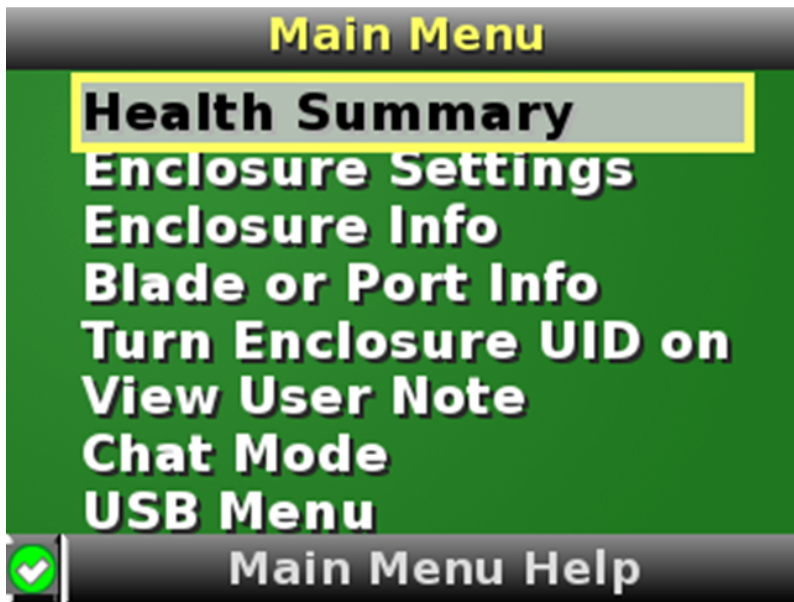 Main Menu
Health Summary
Enclosure Settings
Enclosure Info
Blade or Port Info
Turn Enclosure UID on
View User Note
Chat Mode
USB Menu
Main Menu Help